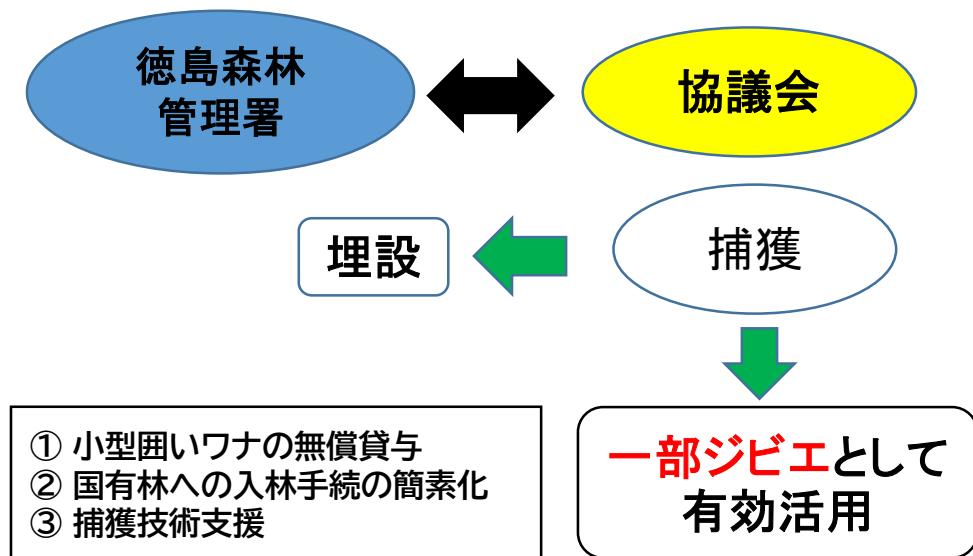 徳島森林
管理署
協議会
埋設
捕獲
① 小型囲いワナの無償貸与
② 国有林への入林手続の簡素化
③ 捕獲技術支援
一部ジビエとして
有効活用